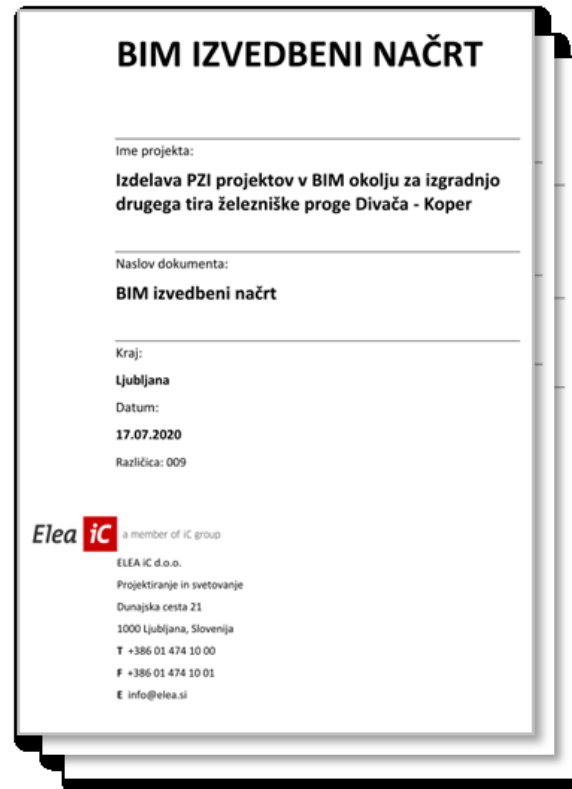 BIM IZVEDBENI NAČRT
Ime projekta:
Izdelava PZI projektov v BIM okolju za izgradnjo
drugega tira železniške proge Divača - Koper
Naslov dokumenta:
BIM izvedbeni načrt
Kraj:
Ljubljana
Datum:
17.07.2020
Različica: 009
Elea iC a member of iC group
ELEA iC d.o.o.
Projektiranje in svetovanje
Dunajska cesta 21
1000 Ljubljana, Slovenija
T +386 01 474 10 00
F +386 01 474 10 01
E info@elea.si